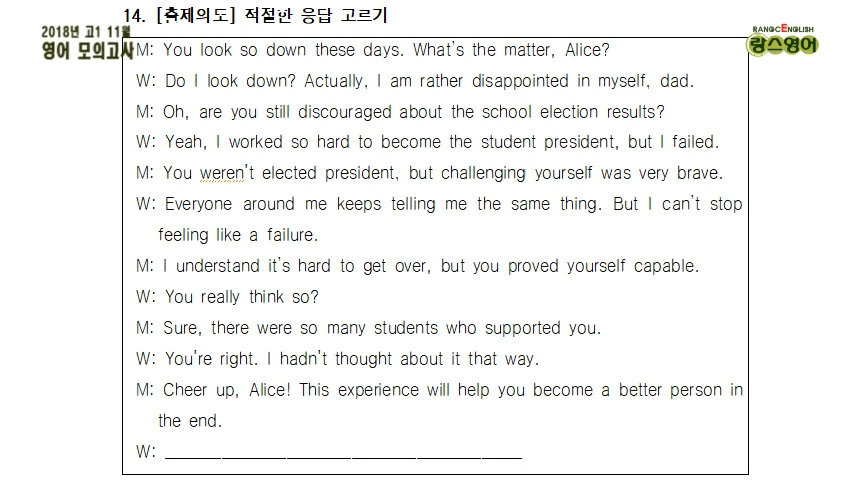 14. [출제의도] 적절한 응답 고르기
2018년 고1 11월
영어 모의고사
RANGCENGLISH
랑스영어
M: You look so down these days. What's the matter, Alice?
W: Do I look down? Actually, I am rather disappointed in myself, dad.
M: Oh, are you still discouraged about the school election results?
W: Yeah, I worked so hard to become the student president, but I failed.
M: You weren't elected president, but challenging yourself was very brave.
W: Everyone around me keeps telling me the same thing. But I can't stop
feeling like a failure.
M: I understand it's hard to get over, but you proved yourself capable.
W: You really think so?
M: Sure, there were so many students who supported you.
W: You're right. I hadn't thought about it that way.
M: Cheer up, Alice! This experience will help you become a better person in
the end.
W: ________________________________________